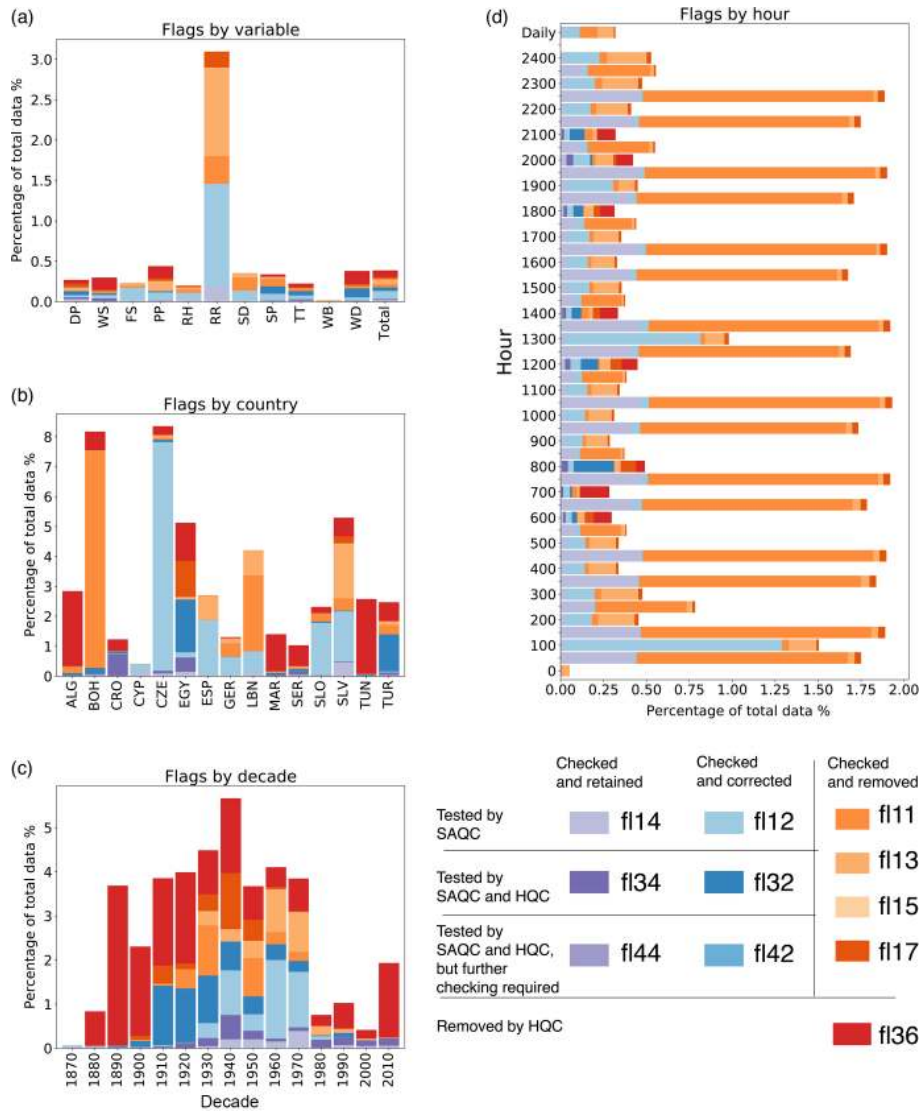 (a)
Flags by variable
Percentage of total data %
3.0
2.5
2.0
1.5
1.0
0.5
0.0
DP
WS
FS
PP
RH
RR
SD
SP
TT
WB
WD
Total
(b)
Flags by country
Percentage of total data %
8
7
6
5
4
3
2
1
0
ALG
BOH
CRO
CYP
CZE
EGY
ESP
GER
LBN
MAR
SER
SLO
SLV
TUN
TUR
(c)
Flags by decade
Percentage of total data %
5
4
3
2
1
0
1870
1880
1890
1900
1910
1920
1930
1940
1950
1960
1970
1980
1990
2000
2010
Decade
(d)
Flags by hour
Hour
Daily
2400
2300
2200
2100
2000
1900
1800
1700
1600
1500
1400
1300
1200
1100
1000
900
800
700
600
500
400
300
200
100
0
0.00 0.25 0.50 0.75 1.00 1.25 1.50 1.75 2.00
Percentage of total data %
Checked
and retained
Checked
and corrected
Checked
and removed
Tested by
SAQC
fl14
fl12
fl11
fl13
Tested by
SAQC and HQC
fl34
fl32
fl15
Tested by
SAQC and HQC,
but further
checking required
fl44
fl42
fl17
Removed by HQC
fl36